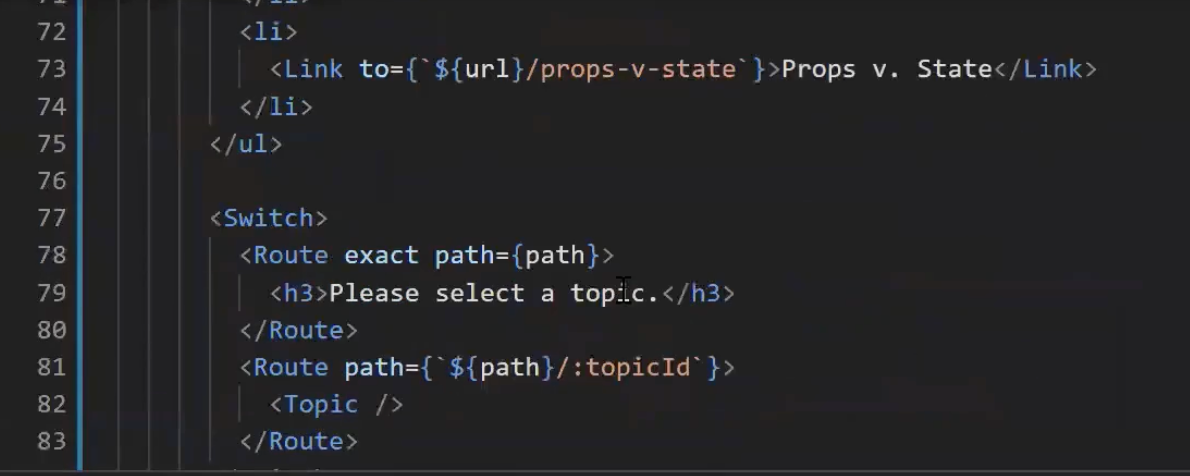 71 </li>
72 <li>
73 <Link to={`${url}/props-v-state`}>Props v. State</Link>
74 </li>
75 </ul>
76
77 <Switch>
78 <Route exact path={path}>
79 <h3>Please select a topic.</h3>
80 </Route>
81 <Route path={`${path}/:topicId`}>
82 <Topic />
83 </Route>